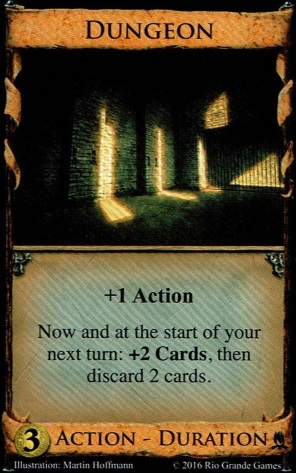 DUNGEON
+1 Action
Now and at the start of your
next turn: +2 Cards, then
discard 2 cards.
3 ACTION - DURATION
Illustration: Martin Hoffmann © 2016 Rio Grande Games